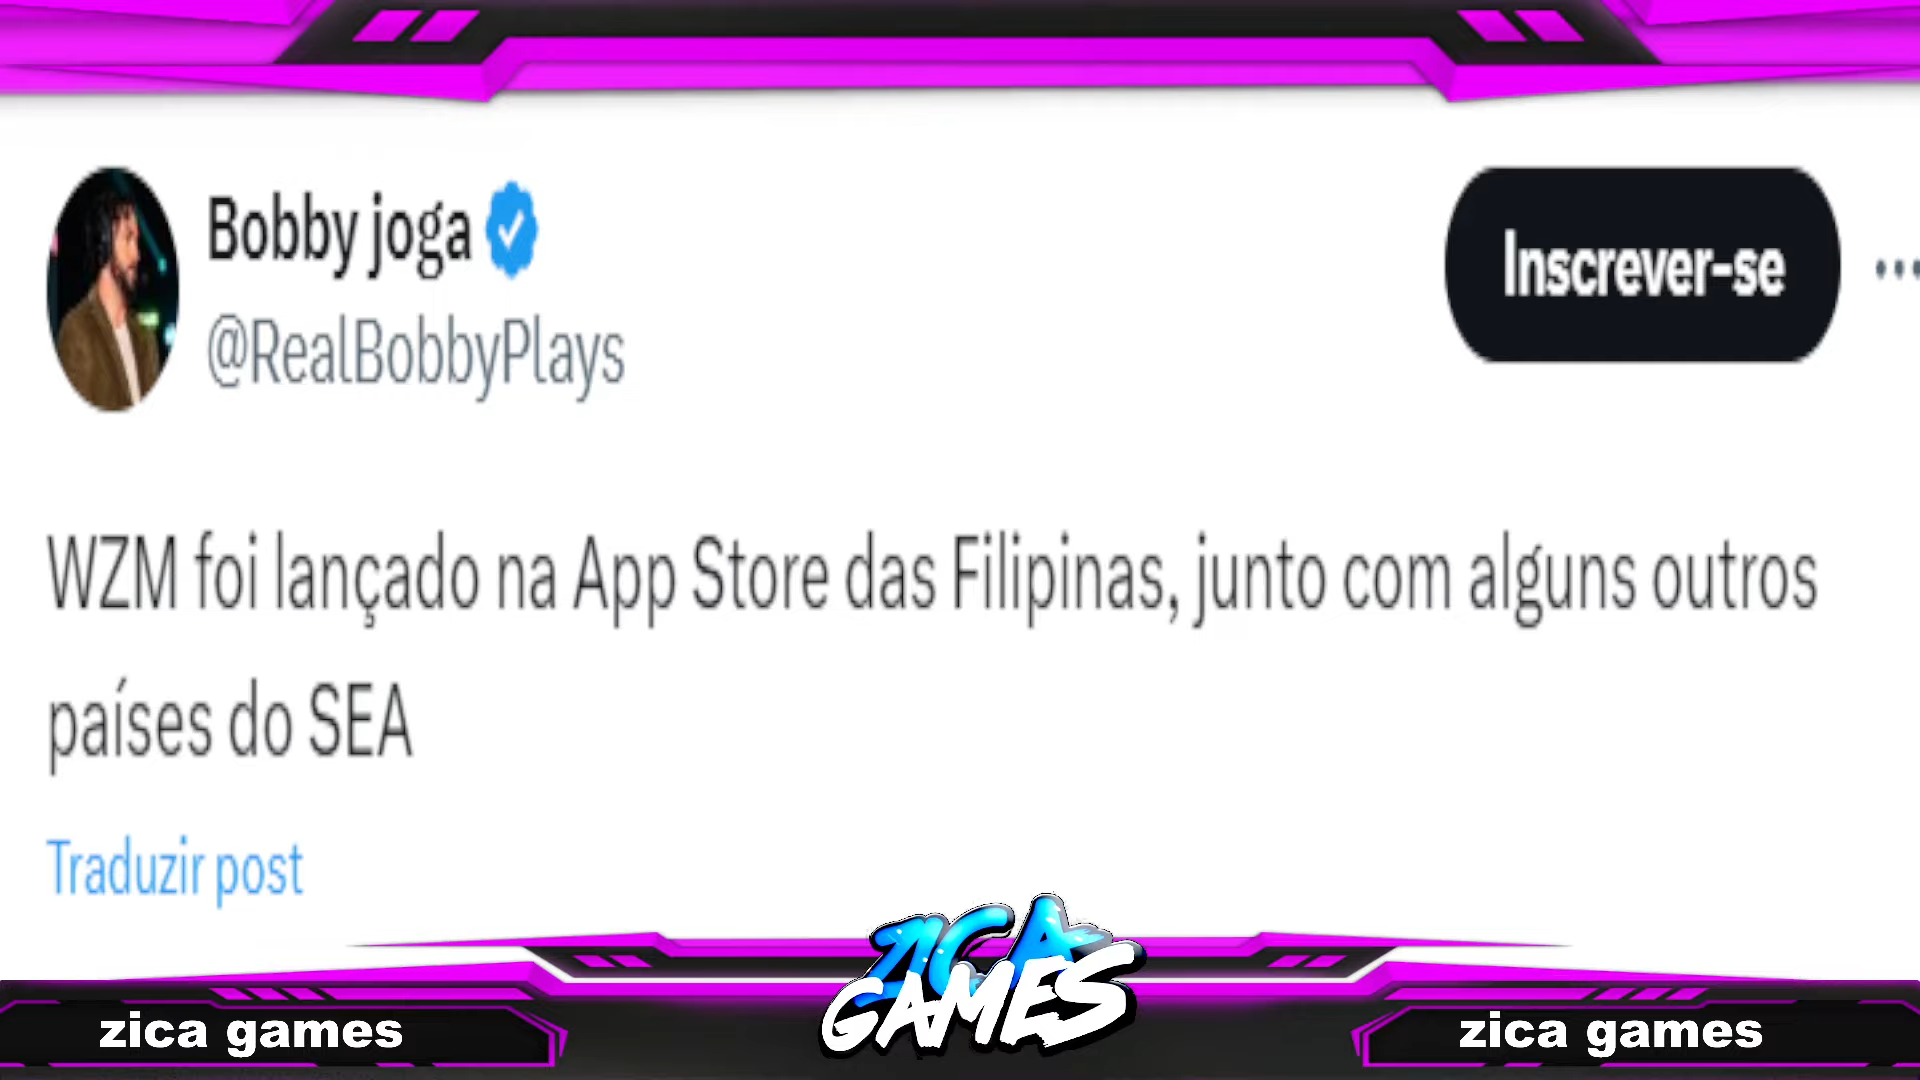 Bobby joga
@RealBobbyPlays
Inscrever-se
WZM foi lançado na App Store das Filipinas, junto com alguns outros
países do SEA
Traduzir post
ZICA
GAMES
zica games
zica games